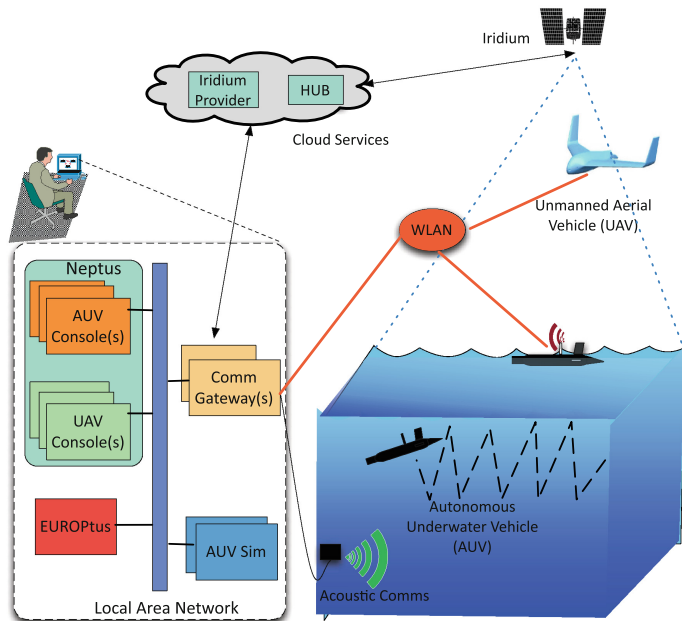 Iridium
Iridium
Provider
HUB
Cloud Services
Unmanned Aerial
Vehicle (UAV)
WLAN
Neptus
AUV
Console(s)
Comm
Gateway(s)
UAV
Console(s)
EUROPtus
AUV Sim
Local Area Network
Autonomous
Underwater Vehicle
(AUV)
Acoustic Comms